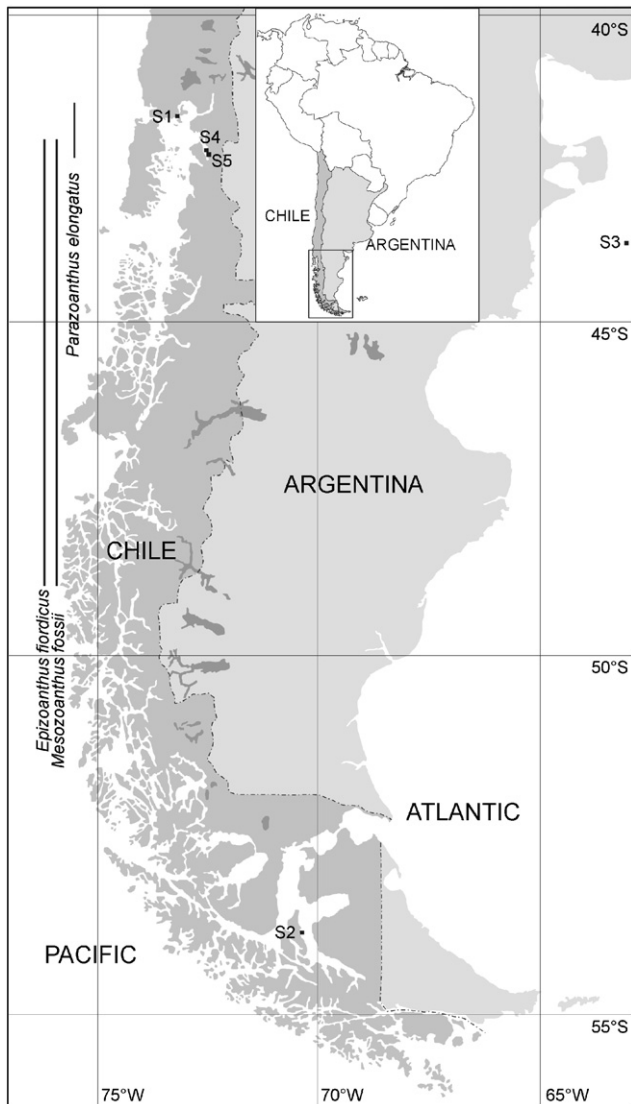 40°S
S1
S4
S5
CHILE
ARGENTINA
S3
Parazoanthus elongatus
45°S
ARGENTINA
CHILE
Epizoanthus fiordicus
Mesozoanthus fossii
50°S
ATLANTIC
S2
PACIFIC
55°S
75°W
70°W
65°W